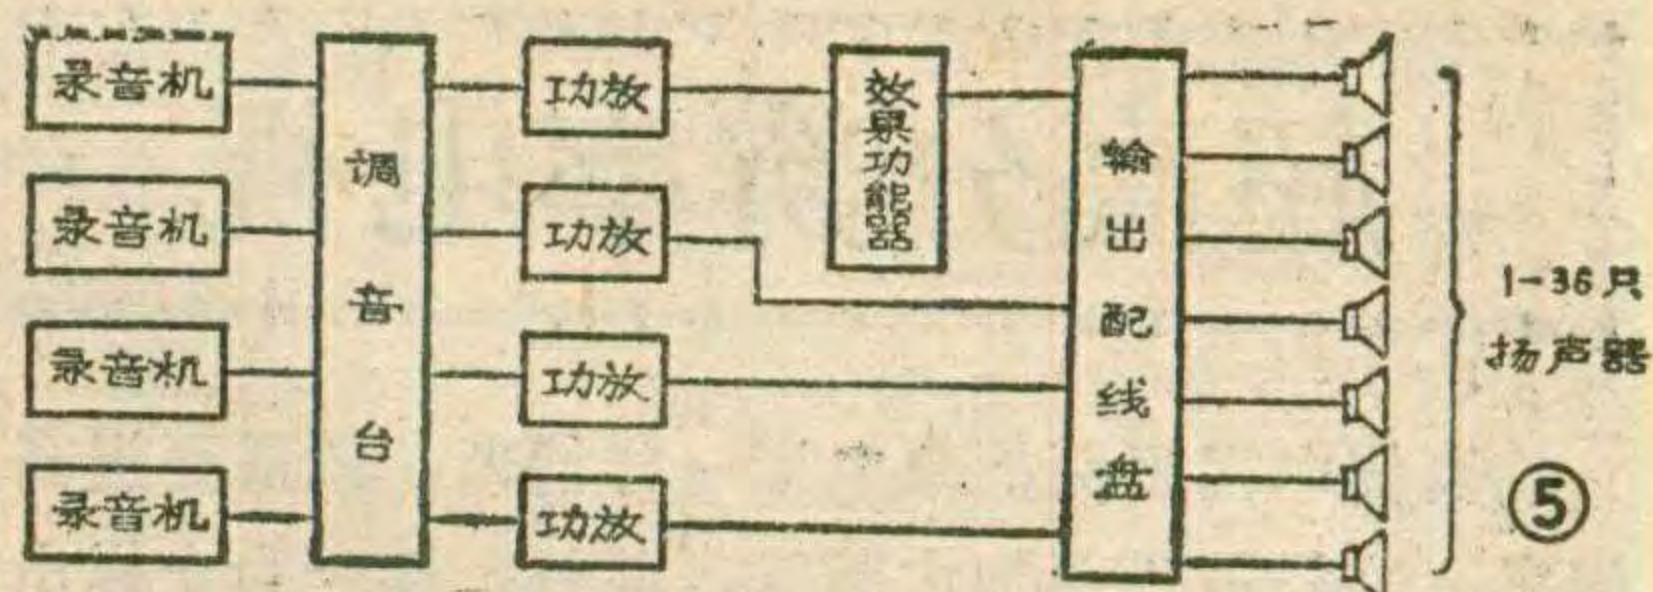 录音机
录音机
录音机
录音机
调音台
功放
功放
功放
功放
效果功能器
输出配线盘
1-36只
扬声器
⑤